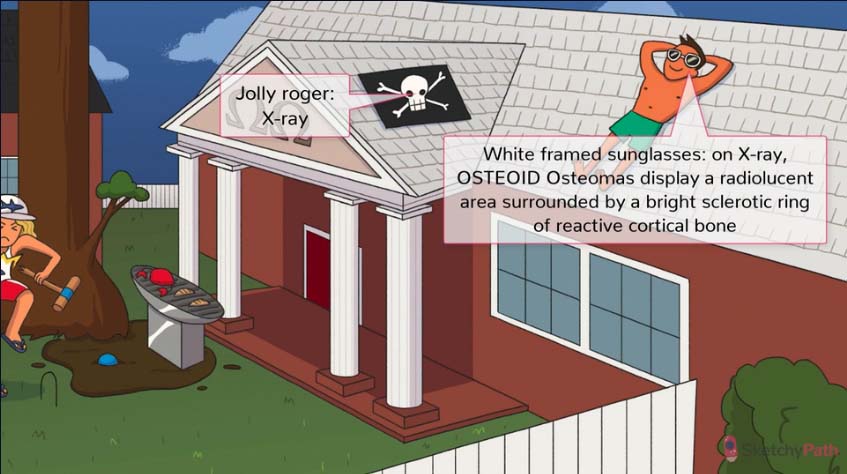 Jolly roger:
X-ray
ΩΩ
White framed sunglasses: on X-ray,
OSTEOID Osteomas display a radiolucent
area surrounded by a bright sclerotic ring
of reactive cortical bone
SketchyPath